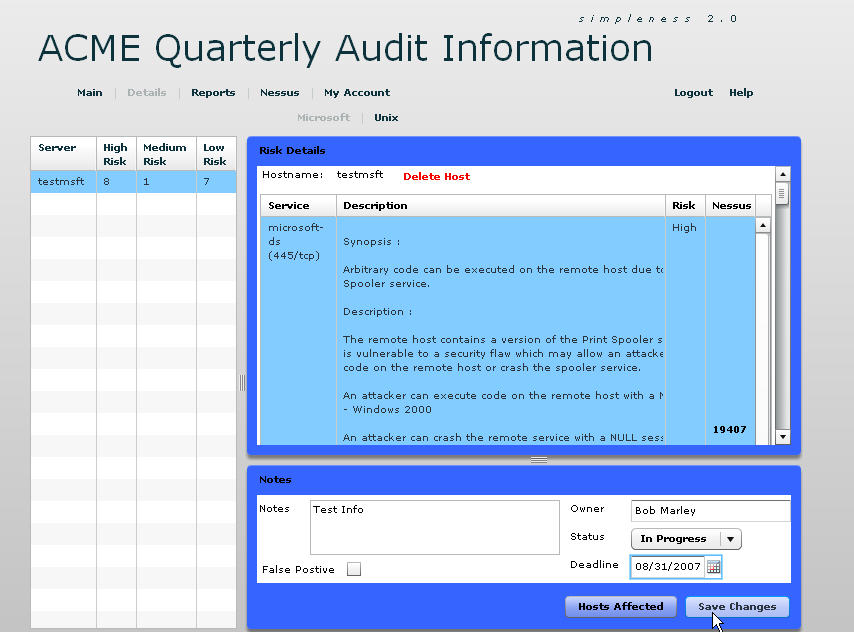 simpleness 2.0
ACME Quarterly Audit Information
Main Details Reports Nessus My Account Logout Help
Microsoft Unix
Server High Risk Medium Risk Low Risk
testmsft 8 1 7
Risk Details
Hostname: testmsft Delete Host
Service Description Risk Nessus
microsoft-ds (445/tcp)
High
Synopsis :
Arbitrary code can be executed on the remote host due to
Spooler service.
Description :
The remote host contains a version of the Print Spooler s
is vulnerable to a security flaw which may allow an attacke
code on the remote host or crash the spooler service.
An attacker can execute code on the remote host with a N
- Windows 2000
19407
An attacker can crash the remote service with a NULL sess
Notes
Notes Test Info
Owner Bob Marley
Status In Progress
Deadline 08/31/2007
False Postive
Hosts Affected Save Changes